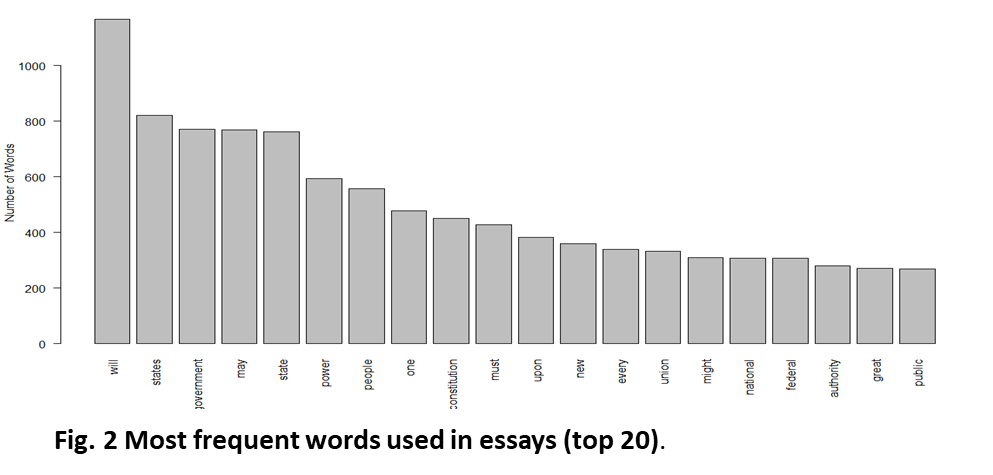 Number of Words
1000
800
600
400
200
0
will
states
government
may
state
power
people
one
constitution
must
upon
new
every
union
might
national
federal
authority
great
public
Fig. 2 Most frequent words used in essays (top 20).